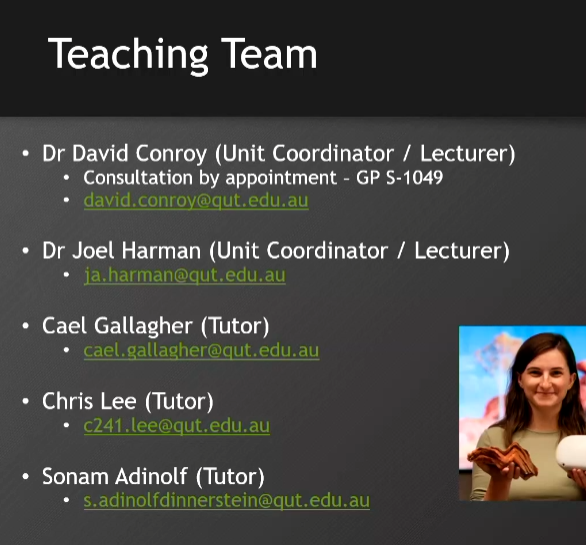 Teaching Team
• Dr David Conroy (Unit Coordinator / Lecturer)
• Consultation by appointment – GP S-1049
• david.conroy@qut.edu.au
• Dr Joel Harman (Unit Coordinator / Lecturer)
• ja.harman@qut.edu.au
• Cael Gallagher (Tutor)
• cael.gallagher@qut.edu.au
• Chris Lee (Tutor)
• c241.lee@qut.edu.au
• Sonam Adinolf (Tutor)
• s.adinolfdinnerstein@qut.edu.au